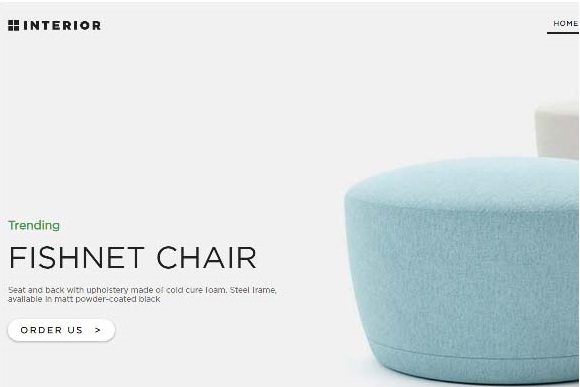 INTERIOR
HOME
Trending
FISHNET CHAIR
Seat and back with upholstery made of cold cure foam. Steel frame,
available in matt powder-coated black
ORDER US >